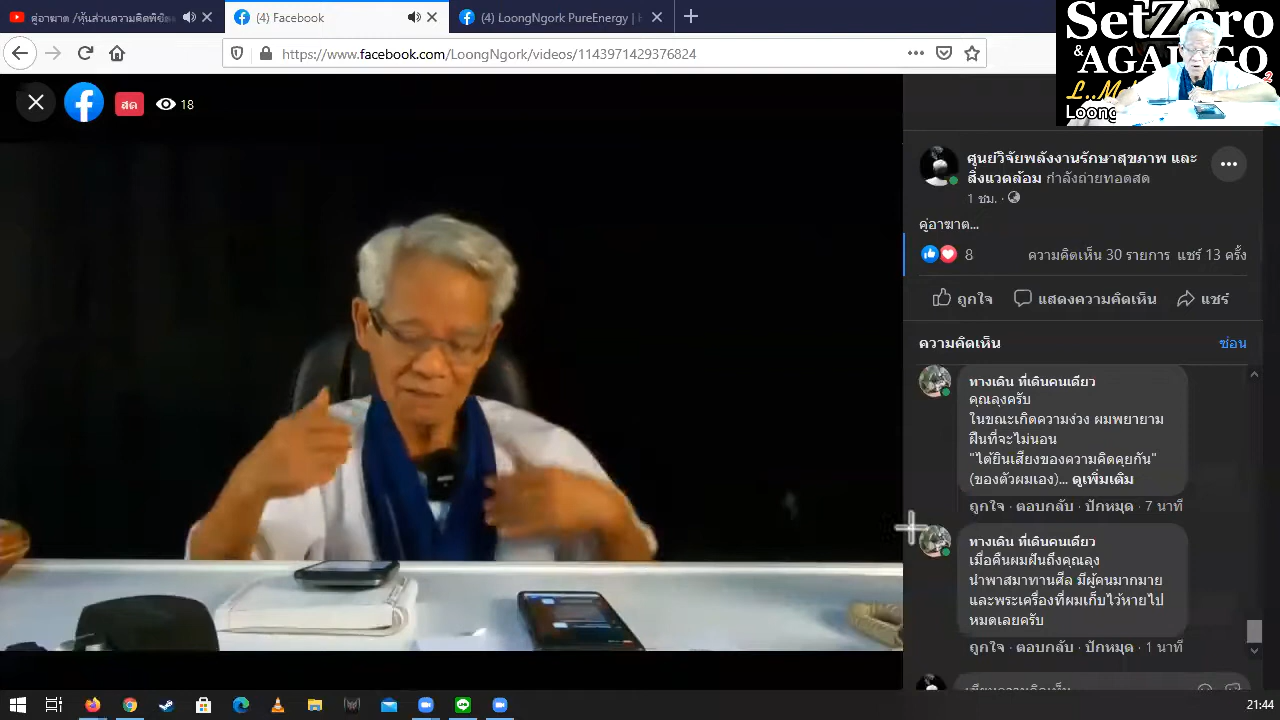 คู่อาฆาต /หุ้นส่วนความคิดพิชิต
(4) Facebook
(4) LoongNgork PureEnergy | H
https://www.facebook.com/LoongNgork/videos/1143971429376824
SetZero
&
L..
Loong
สด
18
ศูนย์วิจัยพลังงานรักษาสุขภาพ และ
สิ่งแวดล้อม กำลังถ่ายทอดสด
1 ชม. ·
คู่อาฆาต...
8
ความคิดเห็น 30 รายการ แชร์ 13 ครั้ง
ถูกใจ
แสดงความคิดเห็น
แชร์
ความคิดเห็น
ซ่อน
ทางเดิน ที่เดินคนเดียว
คุณลุงครับ
ในขณะเกิดความง่วง ผมพยายาม
ฝืนที่จะไม่นอน
"ได้ยินเสียงของความคิดคุยกัน"
(ของตัวผมเอง)... ดูเพิ่มเติม
ถูกใจ · ตอบกลับ · ปักหมุด · 7 นาที
ทางเดิน ที่เดินคนเดียว
เมื่อคืนผมฝันถึงคุณลุง
นำพาสมาทานศีล มีผู้คนมากมาย
และพระเครื่องที่ผมเก็บไว้หายไป
หมดเลยครับ
ถูกใจ · ตอบกลับ · ปักหมุด · 1 นาที
เขียนความคิดเห็น...
21:44